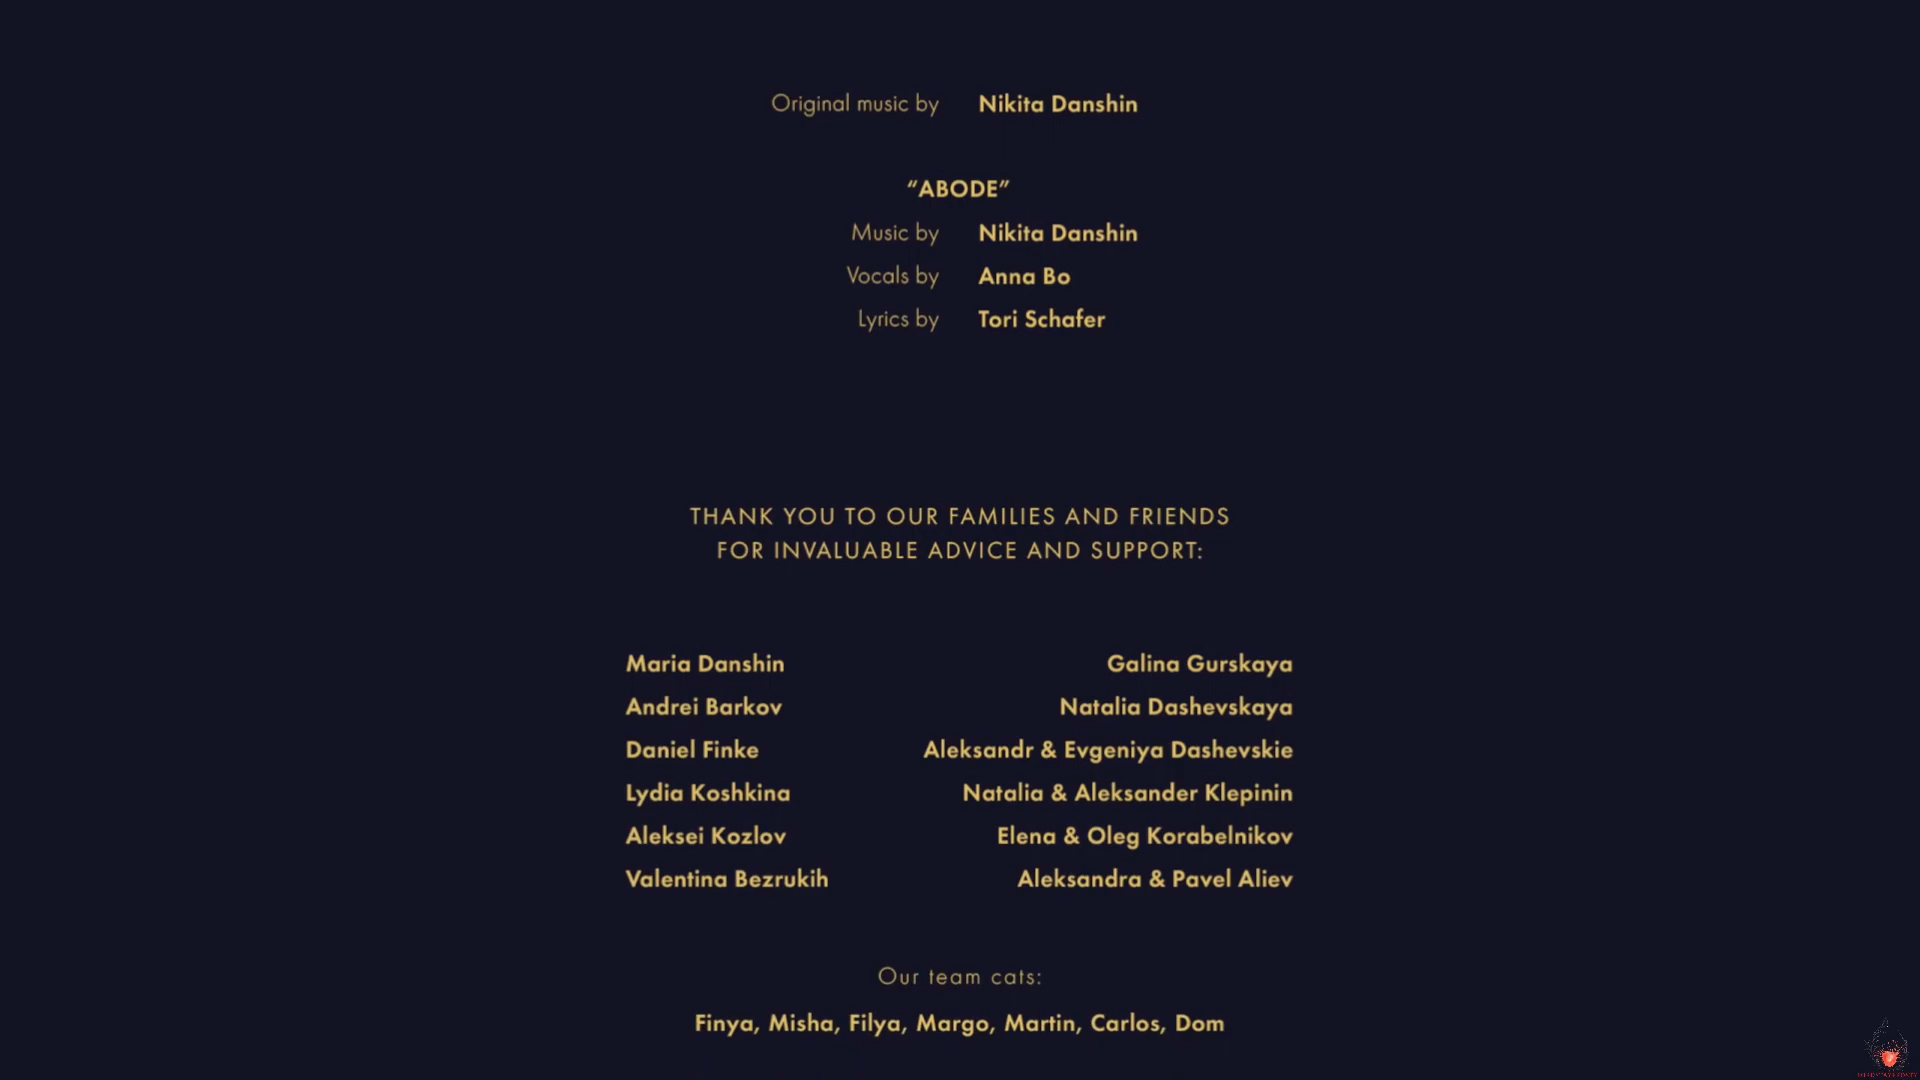 Original music by Nikita Danshin
“ABODE”
Music by Nikita Danshin
Vocals by Anna Bo
Lyrics by Tori Schafer
THANK YOU TO OUR FAMILIES AND FRIENDS
FOR INVALUABLE ADVICE AND SUPPORT:
Maria Danshin Galina Gurskaya
Andrei Barkov Natalia Dashevskaya
Daniel Finke Aleksandr & Evgeniya Dashevskie
Lydia Koshkina Natalia & Aleksander Klepinin
Aleksei Kozlov Elena & Oleg Korabelnikov
Valentina Bezrukih Aleksandra & Pavel Aliev
Our team cats:
Finya, Misha, Filya, Margo, Martin, Carlos, Dom